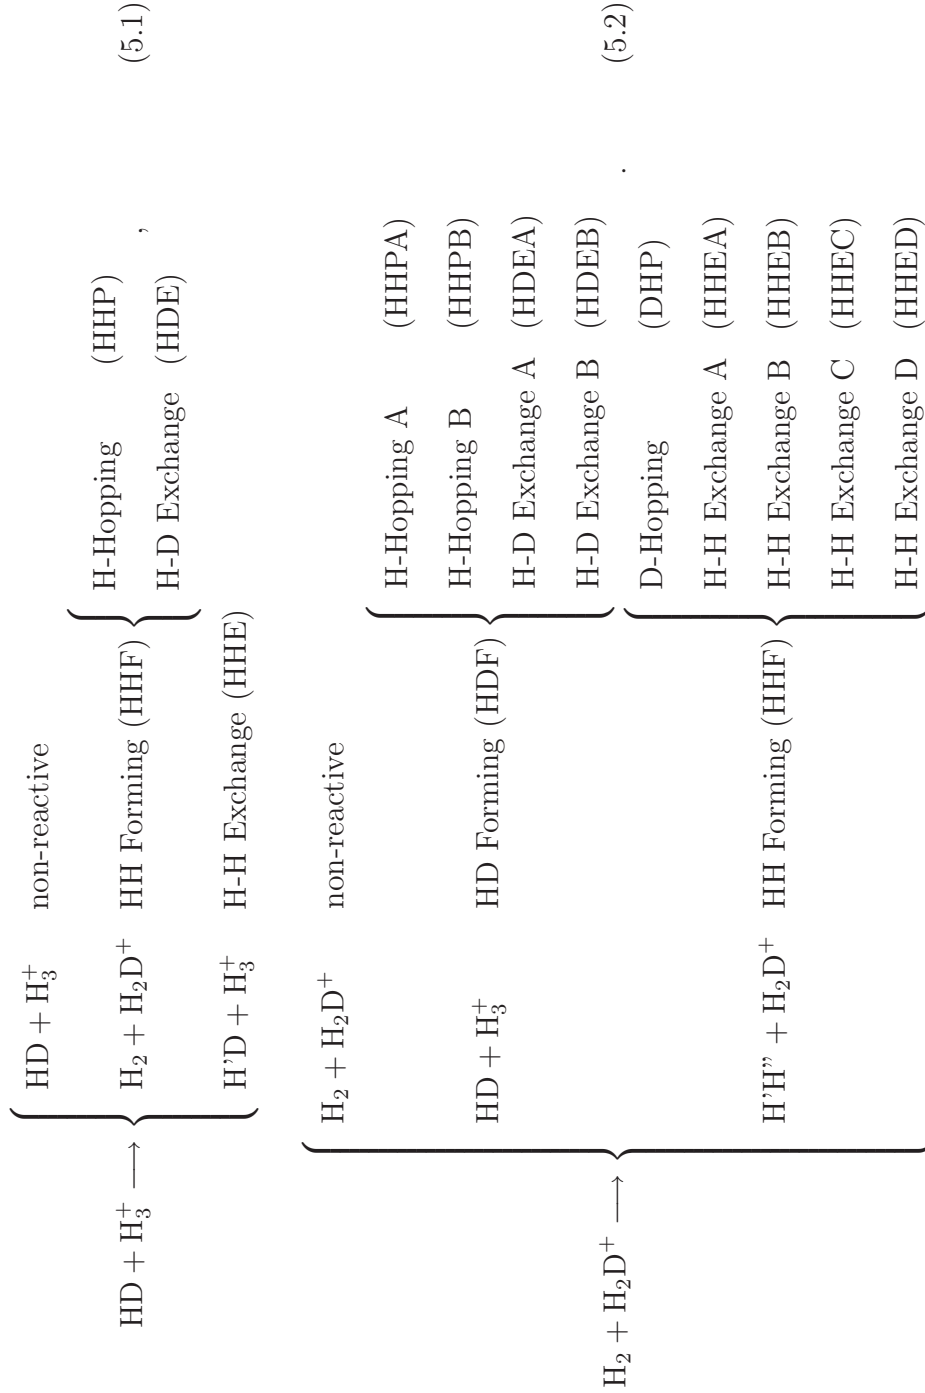 HD + H₃⁺ non-reactive
H-Hopping (HHP)
HD + H₃⁺ ⟶ H₂ + H₂D⁺ HH Forming (HHF) , (5.1)
H-D Exchange (HDE)
H'D + H₃⁺ H-H Exchange (HHE)
H₂ + H₂D⁺ non-reactive
H-Hopping A (HHPA)
H-Hopping B (HHPB)
HD + H₃⁺ HD Forming (HDF)
H-D Exchange A (HDEA)
H-D Exchange B (HDEB)
H₂ + H₂D⁺ ⟶ . (5.2)
D-Hopping (DHP)
H-H Exchange A (HHEA)
H'H” + H₂D⁺ HH Forming (HHF) H-H Exchange B (HHEB)
H-H Exchange C (HHEC)
H-H Exchange D (HHED)